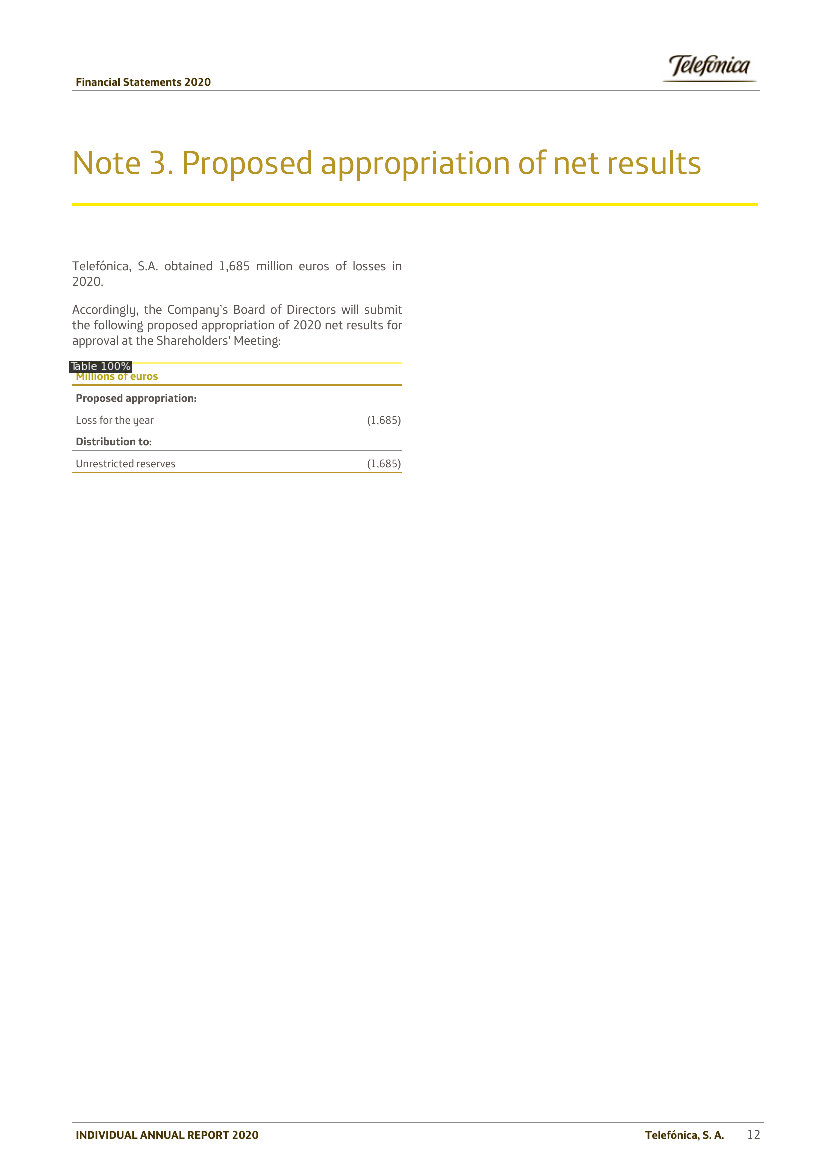 Telefónica
Financial Statements 2020
Note 3. Proposed appropriation of net results
Telefónica, S.A. obtained 1,685 million euros of losses in
2020.
Accordingly, the Company's Board of Directors will submit
the following proposed appropriation of 2020 net results for
approval at the Shareholders' Meeting:
Table 100%
Millions of euros
Proposed appropriation:
Loss for the year (1.685)
Distribution to:
Unrestricted reserves (1.685)
INDIVIDUAL ANNUAL REPORT 2020 Telefónica, S. A. 12